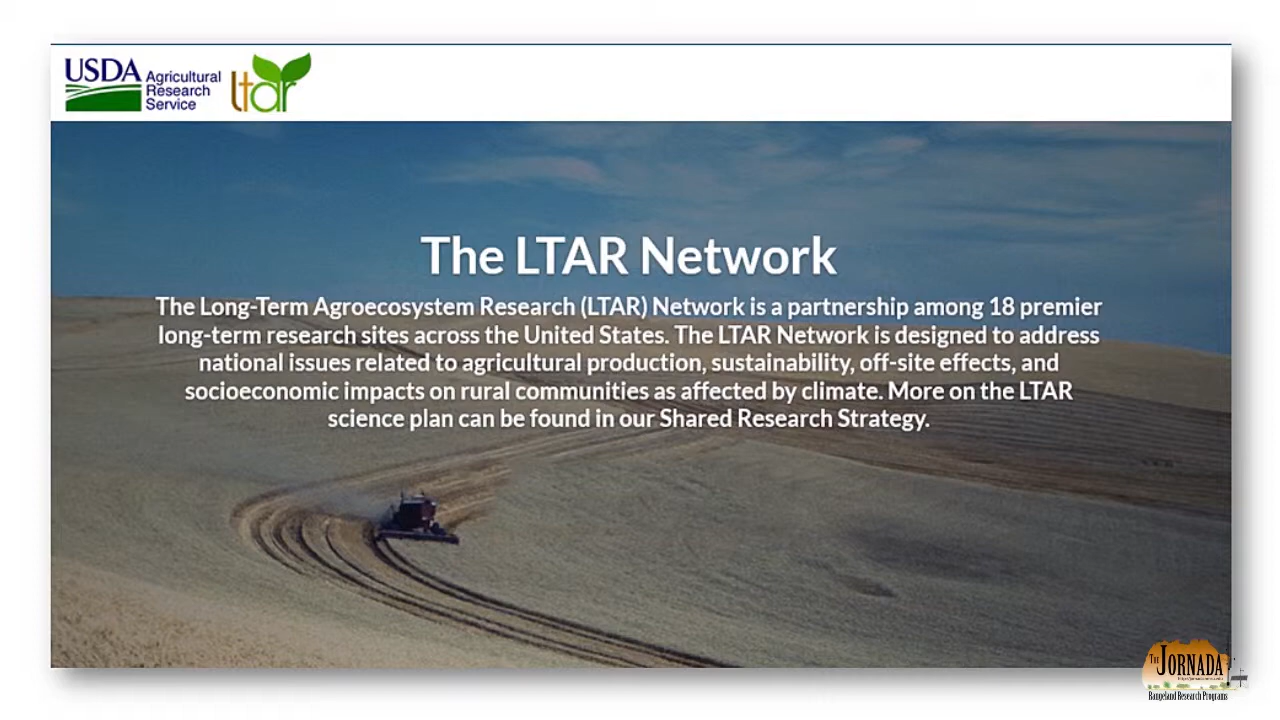 USDA Agricultural
Research
Service
ltar
The LTAR Network
The Long-Term Agroecosystem Research (LTAR) Network is a partnership among 18 premier
long-term research sites across the United States. The LTAR Network is designed to address
national issues related to agricultural production, sustainability, off-site effects, and
socioeconomic impacts on rural communities as affected by climate. More on the LTAR
science plan can be found in our Shared Research Strategy.
THE JORNADA
Rangeland Research Programs